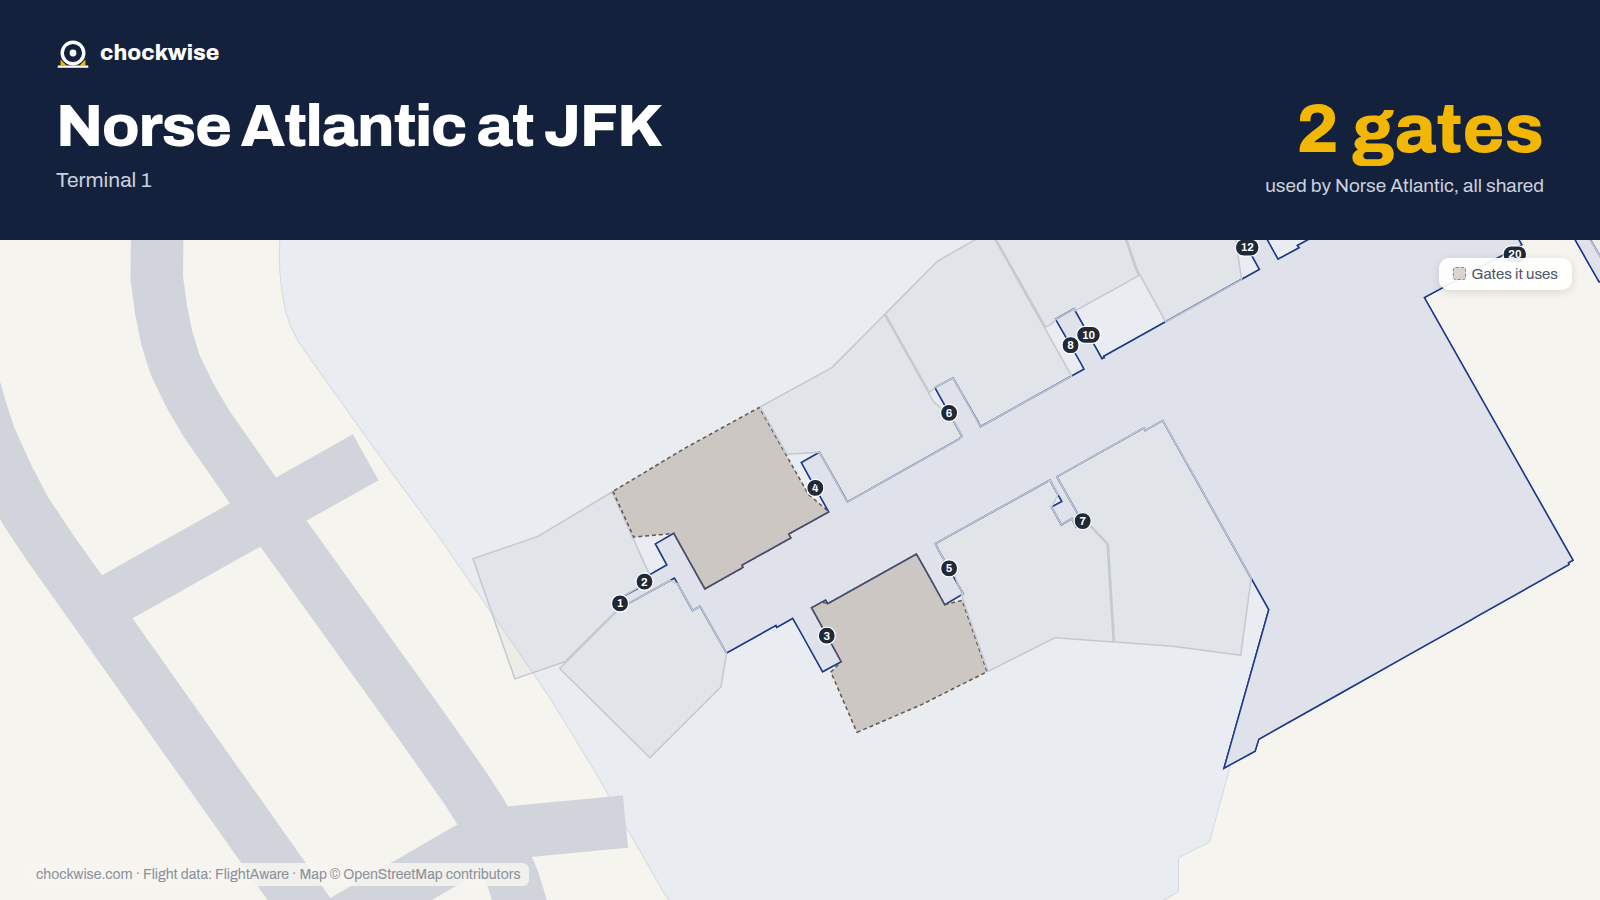 chockwise
Norse Atlantic at JFK
Terminal 1
2 gates
used by Norse Atlantic, all shared
12
20
Gates it uses
10
8
6
4
7
5
2
1
3
chockwise.com · Flight data: FlightAware · Map © OpenStreetMap contributors